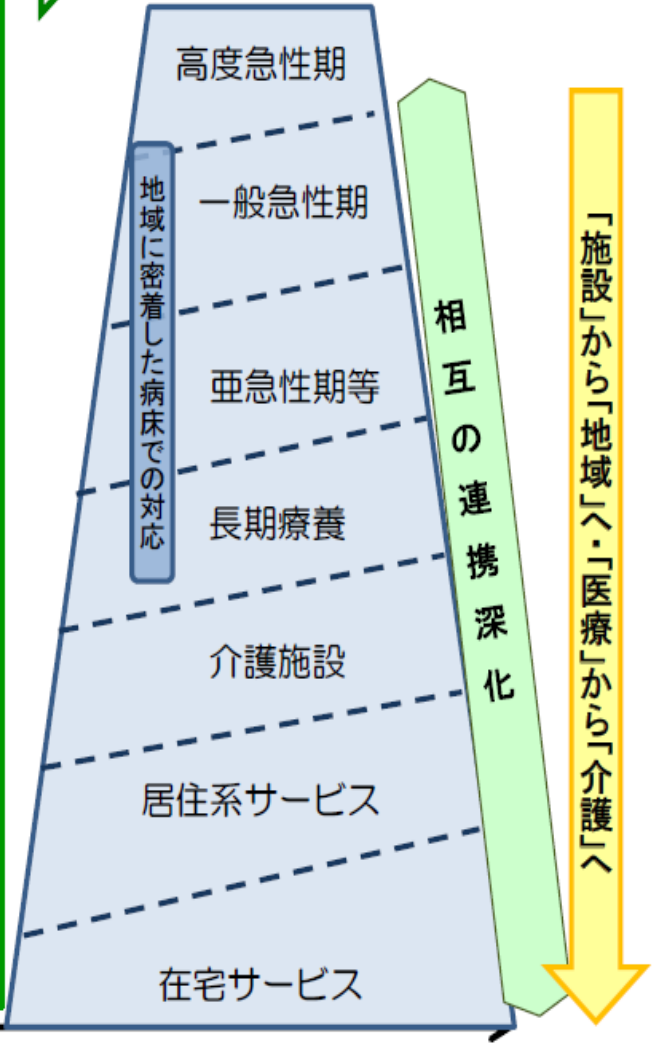 高度急性期
一般急性期
亜急性期等
長期療養
介護施設
居住系サービス
在宅サービス
地域に密着した病床での対応
相互の連携深化
「施設」から「地域」へ・「医療」から「介護」へ